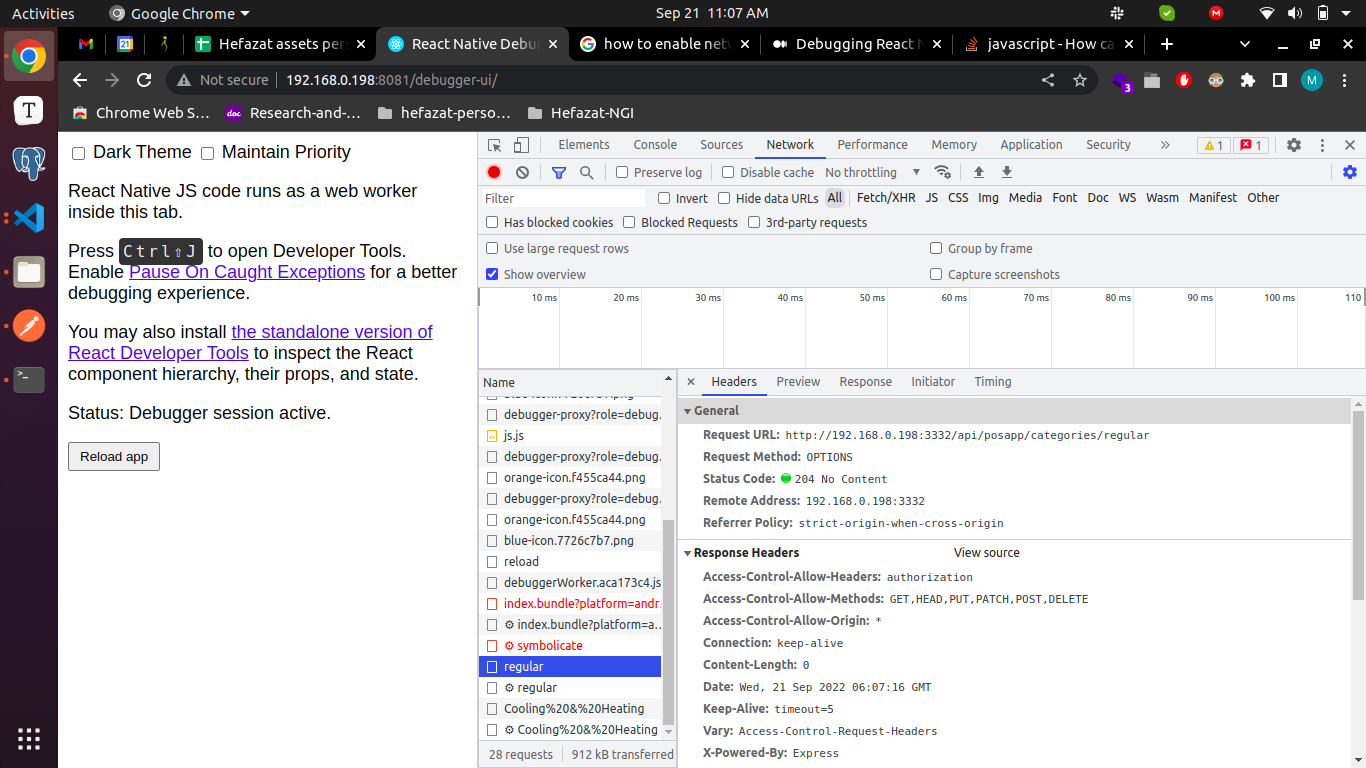 Activities
Google Chrome
Sep 21 11:07 AM
Hefazat assets per
React Native Debu
how to enable netw
Debugging React N
javascript - How ca
Not secure
192.168.0.198:8081/debugger-ui/
3
M
Chrome Web S...
Research-and-...
hefazat-perso...
Hefazat-NGI
Dark Theme
Maintain Priority
React Native JS code runs as a web worker
inside this tab.
Press Ctrl⇧J to open Developer Tools.
Enable Pause On Caught Exceptions for a better
debugging experience.
You may also install the standalone version of
React Developer Tools to inspect the React
component hierarchy, their props, and state.
Status: Debugger session active.
Reload app
Elements
Console
Sources
Network
Performance
Memory
Application
Security
»
1
1
Preserve log
Disable cache
No throttling
Filter
Invert
Hide data URLs
All
Fetch/XHR
JS
CSS
Img
Media
Font
Doc
WS
Wasm
Manifest
Other
Has blocked cookies
Blocked Requests
3rd-party requests
Use large request rows
Group by frame
Show overview
Capture screenshots
10 ms
20 ms
30 ms
40 ms
50 ms
60 ms
70 ms
80 ms
90 ms
100 ms
110
Name
debugger-proxy?role=debug.
js.js
debugger-proxy?role=debug.
orange-icon.f455ca44.png
debugger-proxy?role=debug.
orange-icon.f455ca44.png
blue-icon.7726c7b7.png
reload
debuggerWorker.aca173c4.js
index.bundle?platform=andr.
index.bundle?platform=a...
symbolicate
regular
regular
Cooling%20&%20Heating
Cooling%20&%20Heating
28 requests
912 kB transferred
Headers
Preview
Response
Initiator
Timing
General
Request URL: http://192.168.0.198:3332/api/posapp/categories/regular
Request Method: OPTIONS
Status Code: 204 No Content
Remote Address: 192.168.0.198:3332
Referrer Policy: strict-origin-when-cross-origin
Response Headers
View source
Access-Control-Allow-Headers: authorization
Access-Control-Allow-Methods: GET,HEAD,PUT,PATCH,POST,DELETE
Access-Control-Allow-Origin: *
Connection: keep-alive
Content-Length: 0
Date: Wed, 21 Sep 2022 06:07:16 GMT
Keep-Alive: timeout=5
Vary: Access-Control-Request-Headers
X-Powered-By: Express